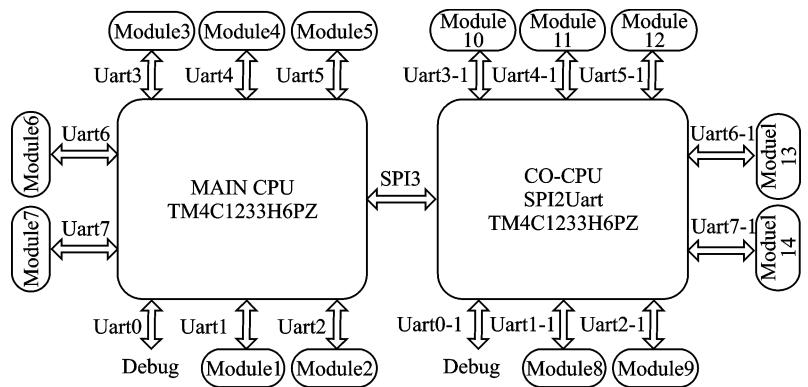 Module3
Module4
Module5
Module
10
Module
11
Module
12
Uart3
Uart4
Uart5
Uart3-1
Uart4-1
Uart5-1
Module6
Uart6
Module7
Uart7
MAIN CPU
TM4C1233H6PZ
SPI3
CO-CPU
SPI2Uart
TM4C1233H6PZ
Uart6-1
Moduel
13
Uart7-1
Moduel
14
Uart0
Uart1
Uart2
Uart0-1
Uart1-1
Uart2-1
Debug
Module1
Module2
Debug
Module8
Module9